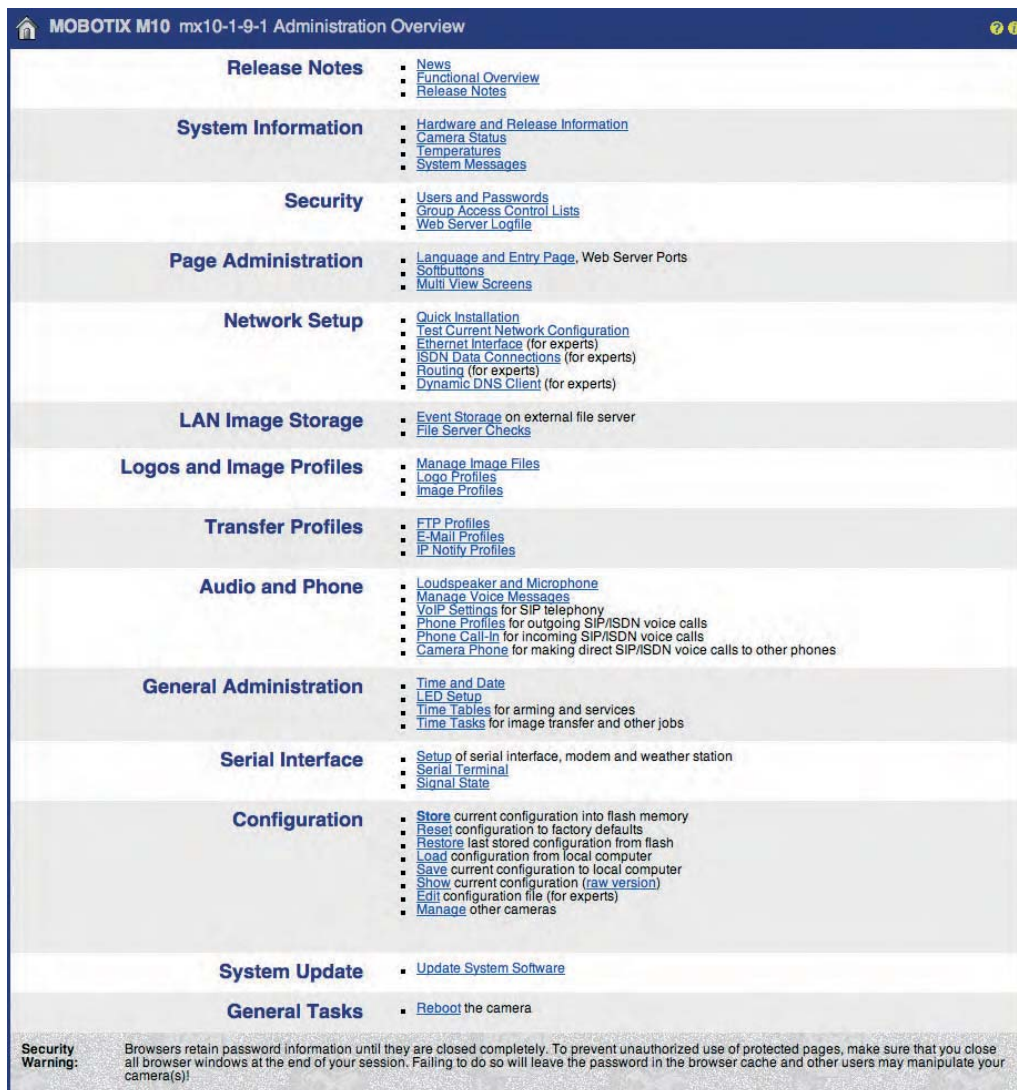 MOBOTIX M10 mx10-1-9-1 Administration Overview
Release Notes
News
Functional Overview
Release Notes
System Information
Hardware and Release Information
Camera Status
Temperatures
System Messages
Security
Users and Passwords
Group Access Control Lists
Web Server Logfile
Page Administration
Language and Entry Page, Web Server Ports
Softbuttons
Multi View Screens
Network Setup
Quick Installation
Test Current Network Configuration
Ethernet Interface (for experts)
ISDN Data Connections (for experts)
Routing (for experts)
Dynamic DNS Client (for experts)
LAN Image Storage
Event Storage on external file server
File Server Checks
Logos and Image Profiles
Manage Image Files
Logo Profiles
Image Profiles
Transfer Profiles
FTP Profiles
E-Mail Profiles
IP Notify Profiles
Audio and Phone
Loudspeaker and Microphone
Manage Voice Messages
VoIP Settings for SIP telephony
Phone Profiles for outgoing SIP/ISDN voice calls
Phone Call-In for incoming SIP/ISDN voice calls
Camera Phone for making direct SIP/ISDN voice calls to other phones
General Administration
Time and Date
LED Setup
Time Tables for arming and services
Time Tasks for image transfer and other jobs
Serial Interface
Setup of serial interface, modem and weather station
Serial Terminal
Signal State
Configuration
Store current configuration into flash memory
Reset configuration to factory defaults
Restore last stored configuration from flash
Load configuration from local computer
Save current configuration to local computer
Show current configuration (raw version)
Edit configuration file (for experts)
Manage other cameras
System Update
Update System Software
General Tasks
Reboot the camera
Security Warning:
Browsers retain password information until they are closed completely. To prevent unauthorized use of protected pages, make sure that you close
all browser windows at the end of your session. Failing to do so will leave the password in the browser cache and other users may manipulate your
camera(s)!